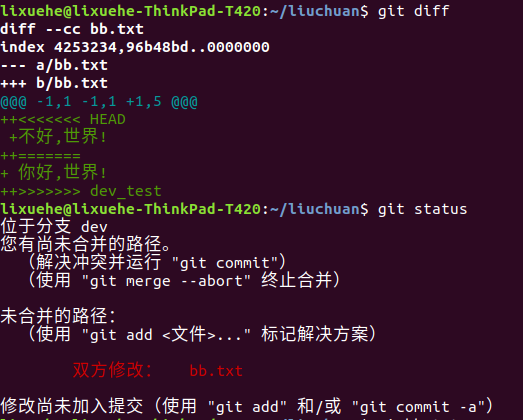 lixuehe@lixuehe-ThinkPad-T420:~/liuchuan$ git diff
diff --cc bb.txt
index 4253234,96b48bd..0000000
--- a/bb.txt
+++ b/bb.txt
@@@ -1,1 -1,1 +1,5 @@@
++<<<<<<< HEAD
 +不好,世界!
++=======
+ 你好,世界!
++>>>>>>> dev_test
lixuehe@lixuehe-ThinkPad-T420:~/liuchuan$ git status
位于分支 dev
您有尚未合并的路径。
  （解决冲突并运行 "git commit"）
  （使用 "git merge --abort" 终止合并）
未合并的路径：
  （使用 "git add <文件>..." 标记解决方案）
	双方修改：   bb.txt
修改尚未加入提交（使用 "git add" 和/或 "git commit -a"）